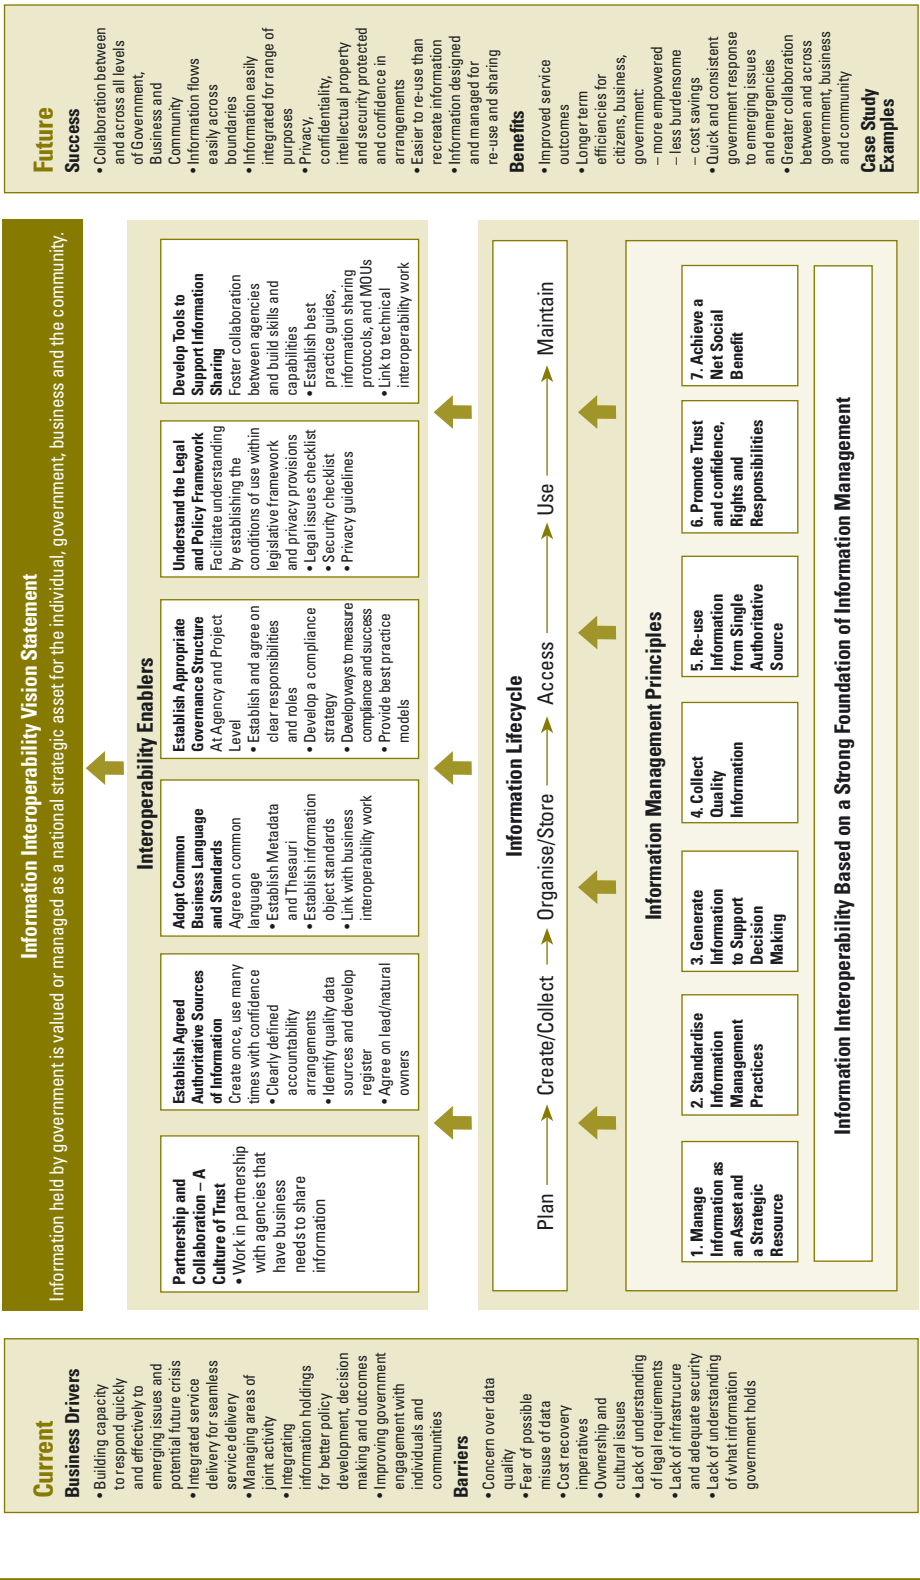 Current
Business Drivers
• Building capacity
to respond quickly
and effectively to
emerging issues and
potential future crisis
• Integrated service
delivery for seamless
service delivery
• Managing areas of
joint activity
• Integrating
information holdings
for better policy
development, decision
making and outcomes
• Improving government
engagement with
individuals and
communities
Barriers
• Concern over data
quality
• Fear of possible
misuse of data
• Cost recovery
imperatives
• Ownership and
cultural issues
• Lack of understanding
of legal requirements
• Lack of infrastrucure
and adequate security
• Lack of understanding
of what information
government holds
Information Interoperability Vision Statement
Information held by government is valued or managed as a national strategic asset for the individual, government, business and the community.
Interoperability Enablers
Partnership and
Collaboration – A
Culture of Trust
• Work in partnership
with agencies that
have business
needs to share
information
Establish Agreed
Authoritative Sources
of Information
Create once, use many
times with confidence
• Clearly defined
accountability
arrangements
• Identify quality data
sources and develop
register
• Agree on lead/natural
owners
Adopt Common
Business Language
and Standards
Agree on common
language
• Establish Metadata
and Thesauri
• Establish information
object standards
• Link with business
interoperability work
Establish Appropriate
Governance Structure
At Agency and Project
Level
• Establish and agree on
clear responsibilities
and roles
• Develop a compliance
strategy
• Develop ways to measure
compliance and success
• Provide best practice
models
Understand the Legal
and Policy Framework
Facilitate understanding
by establishing the
conditions of use within
legislative framework
and privacy provisions
• Legal issues checklist
• Security checklist
• Privacy guidelines
Develop Tools to
Support Information
Sharing
Foster collaboration
between agencies
and build skills and
capabilities
• Establish best
practice guides,
information sharing
protocols, and MOUs
• Link to technical
interoperability work
Information Lifecycle
Plan Create/Collect Organise/Store Access Use Maintain
Information Management Principles
1. Manage
Information as
an Asset and
a Strategic
Resource
2. Standardise
Information
Management
Practices
3. Generate
Information
to Support
Decision
Making
4. Collect
Quality
Information
5. Re-use
Information
from Single
Authoritative
Source
6. Promote Trust
and confidence,
Rights and
Responsibilities
7. Achieve a
Net Social
Benefit
Information Interoperability Based on a Strong Foundation of Information Management
Future
Success
• Collaboration between
and across all levels
of Government,
Business and
Community
• Information flows
easily across
boundaries
• Information easily
integrated for range of
purposes
• Privacy,
confidentiality,
intellectual property
and security protected
and confidence in
arrangements
• Easier to re-use than
recreate information
• Information designed
and managed for
re-use and sharing
Benefits
• Improved service
outcomes
• Longer term
efficiencies for
citizens, business,
government:
– more empowered
– less burdensome
– cost savings
• Quick and consistent
government response
to emerging issues
and emergencies
• Greater collaboration
between and across
government, business
and community
Case Study
Examples